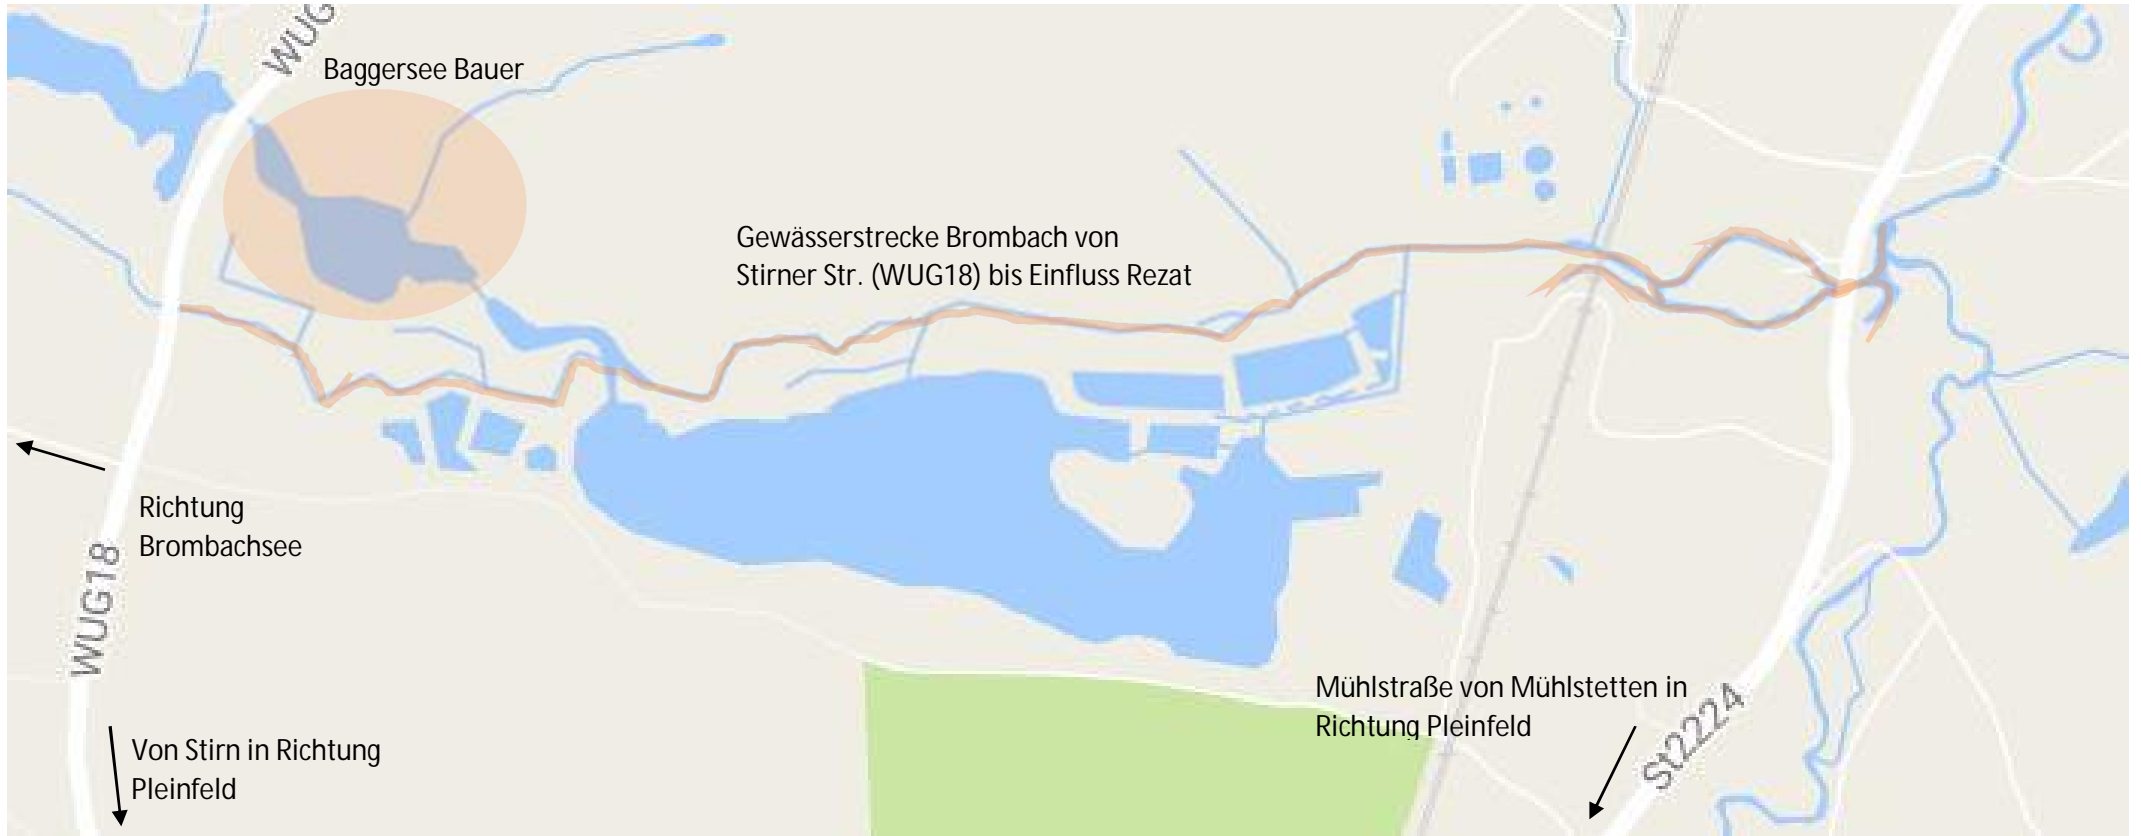 WUG
Baggersee Bauer
Gewässerstrecke Brombach von
Stirner Str. (WUG18) bis Einfluss Rezat
Richtung
Brombachsee
WUG18
Von Stirn in Richtung
Pleinfeld
Mühlstraße von Mühlstetten in
Richtung Pleinfeld
St2224